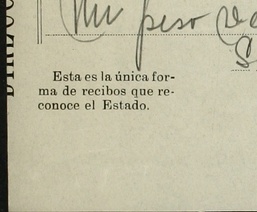 Un peso
Esta es la única for-
ma de recibos que re-
conoce el Estado.